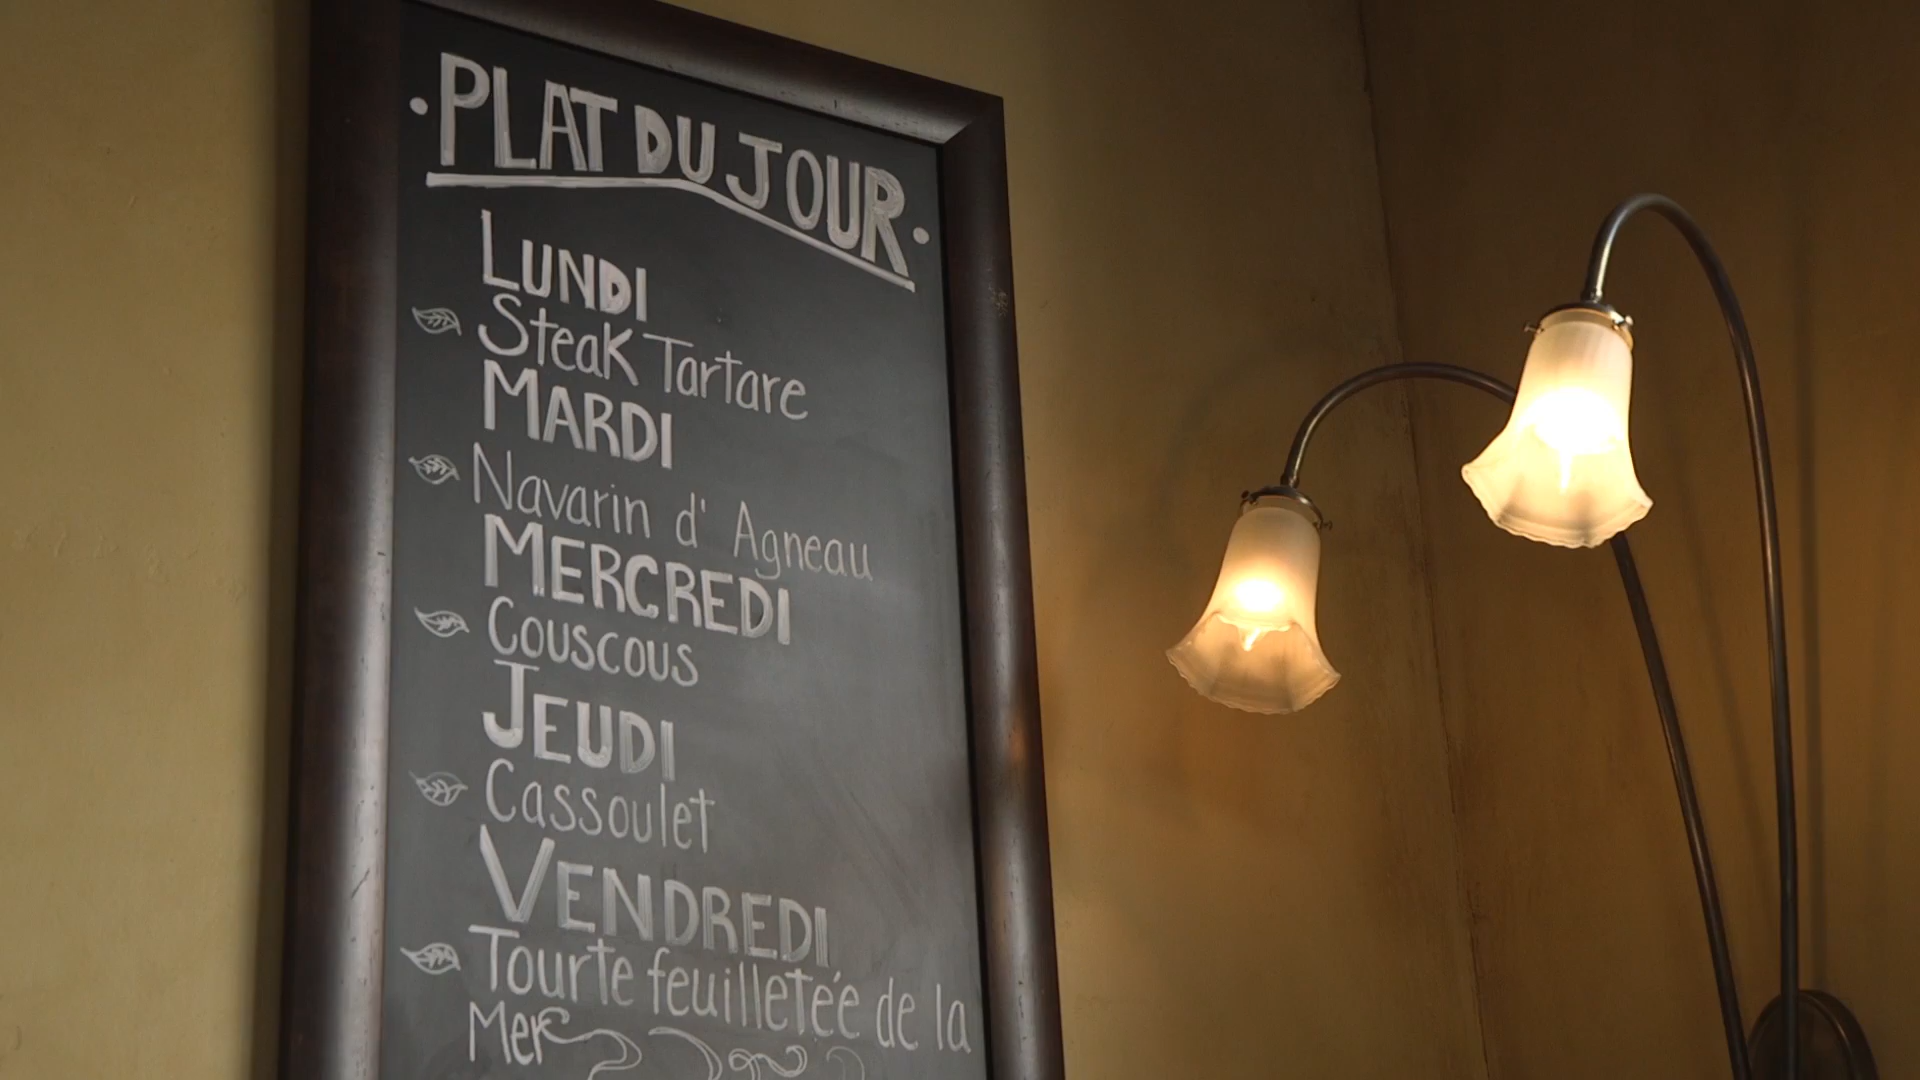 • PLAT DU JOUR •
LUNDI
Steak Tartare
MARDI
Navarin d' Agneau
MERCREDI
Couscous
JEUDI
Cassoulet
VENDREDI
Tourte feuilletée de la
Mer